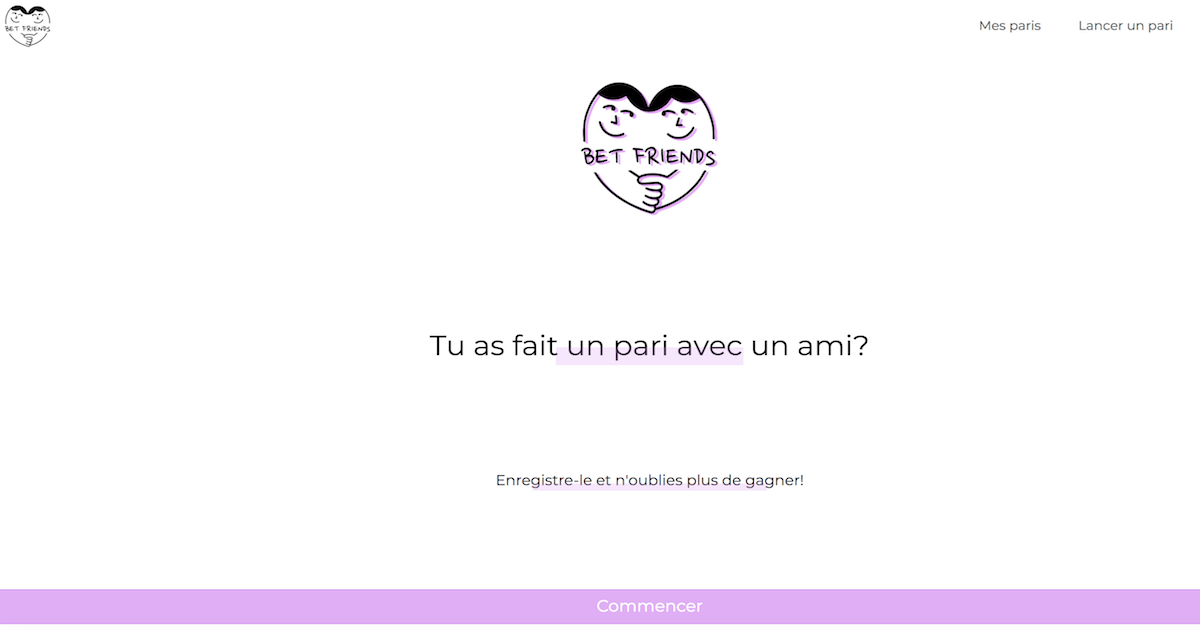 BET FRIENDS
Mes paris
Lancer un pari
BET FRIENDS
Tu as fait un pari avec un ami?
Enregistre-le et n'oublies plus de gagner!
Commencer